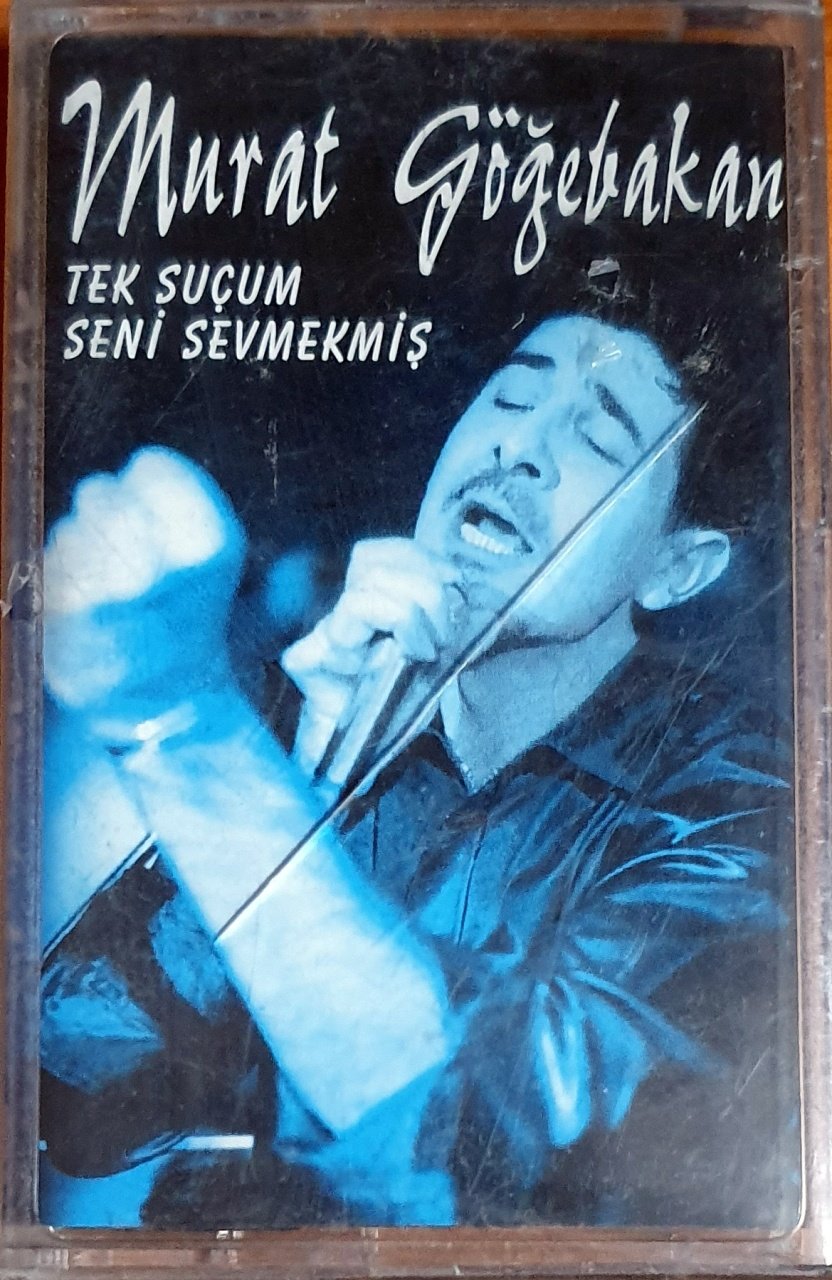 Murat Göğebakan
TEK SUÇUM
SENİ SEVMEKMİŞ